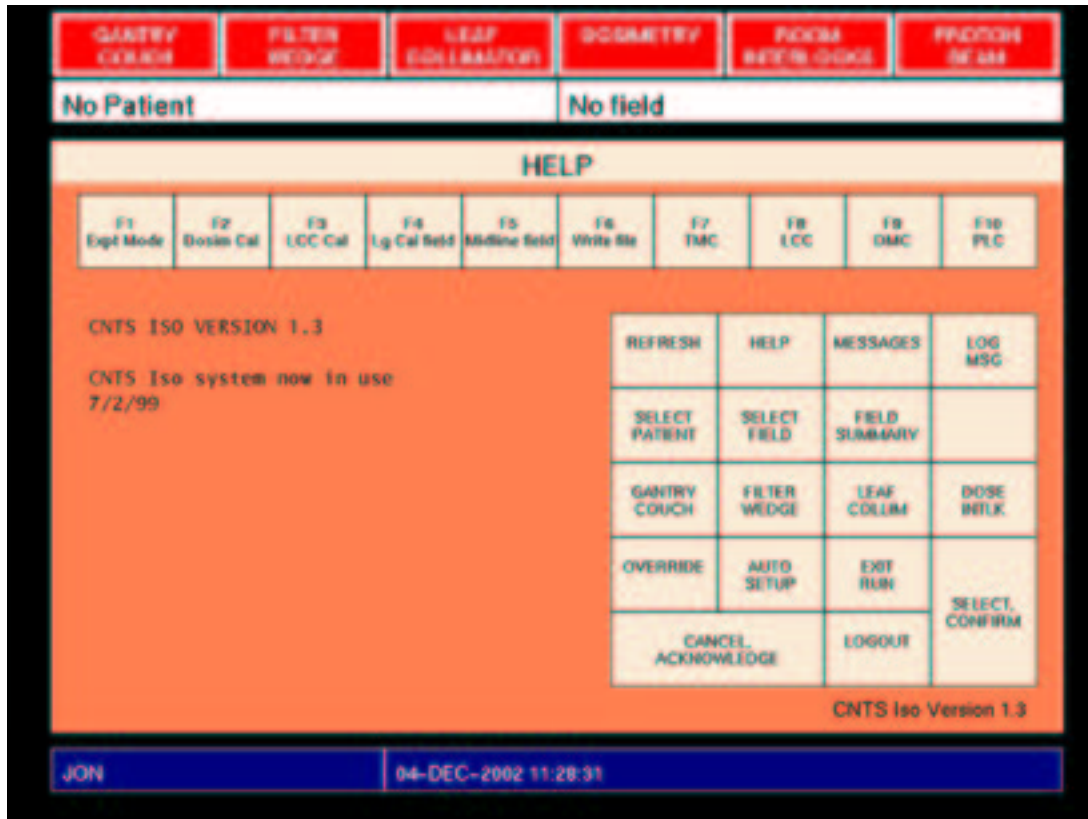 GANTRY
COUCH
FILTER
WEDGE
LEAF
COLLIMATOR
DOSIMETRY
ROOM
INTERLOCKS
PROTON
BEAM
No Patient
No field
HELP
F1
Expt Mode
F2
Dosim Cal
F3
LCC Cal
F4
Lg Cal field
F5
Midline field
F6
Write file
F7
TMC
F8
LCC
F9
DMC
F10
PLC
CNTS ISO VERSION 1.3
CNTS Iso system now in use
7/2/99
REFRESH
HELP
MESSAGES
LOG
MSG
SELECT
PATIENT
SELECT
FIELD
FIELD
SUMMARY
GANTRY
COUCH
FILTER
WEDGE
LEAF
COLLIM
DOSE
INTLK
OVERRIDE
AUTO
SETUP
EXIT
RUN
SELECT,
CONFIRM
CANCEL,
ACKNOWLEDGE
LOGOUT
CNTS Iso Version 1.3
JON
04-DEC-2002 11:28:31